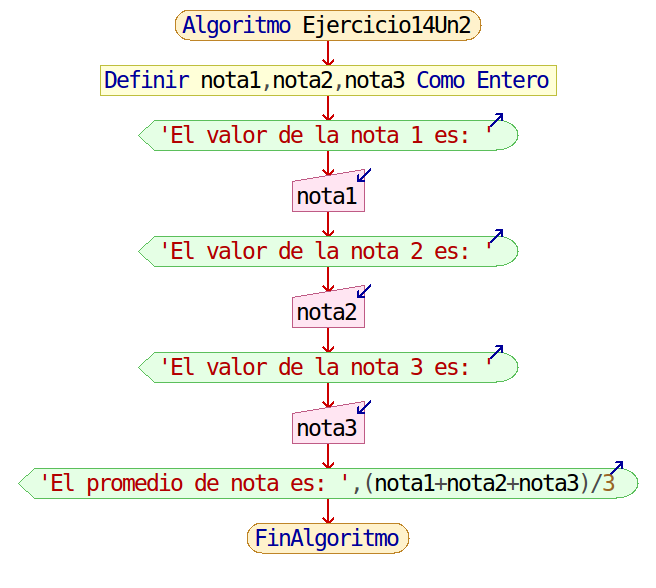 Algoritmo Ejercicio14Un2
Definir nota1,nota2,nota3 Como Entero
'El valor de la nota 1 es: '
nota1
'El valor de la nota 2 es: '
nota2
'El valor de la nota 3 es: '
nota3
'El promedio de nota es: ',(nota1+nota2+nota3)/3
FinAlgoritmo